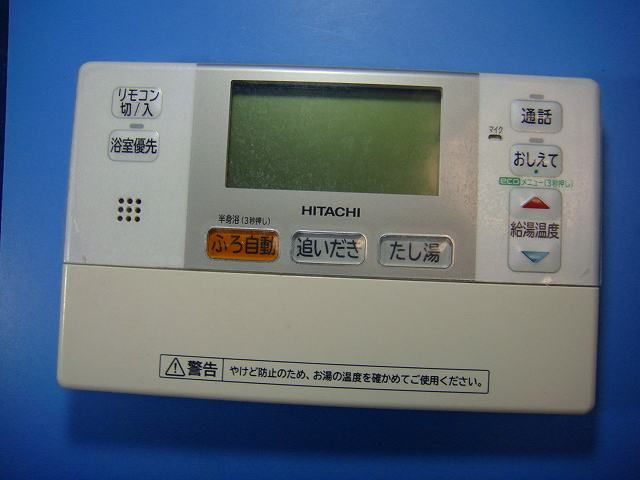 リモコン
切/入
浴室優先
マイク
通話
おしえて
eco メニュー(3秒押し)
給湯温度
HITACHI
半身浴(3秒押し)
ふろ自動
追いだき
たし湯
警告
やけど防止のため、お湯の温度を確かめてご使用ください。